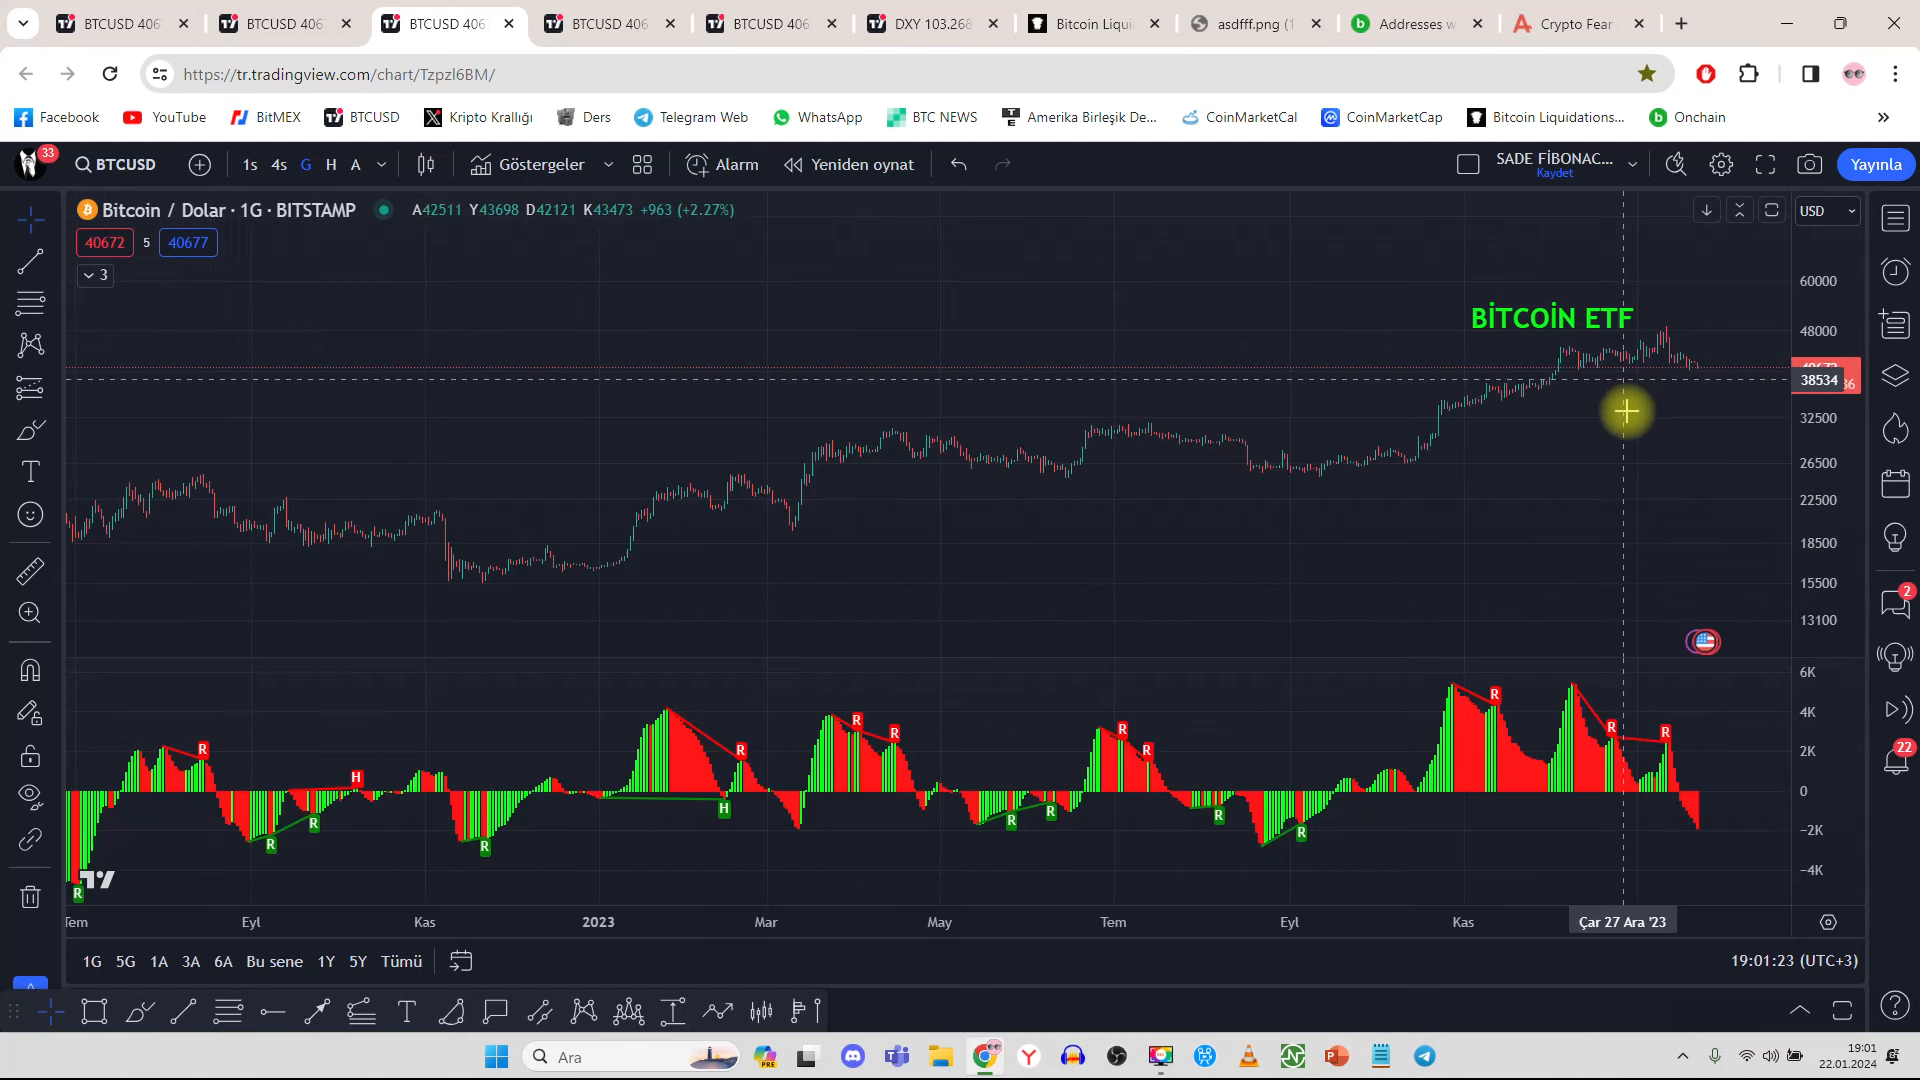 BTCUSD 406
BTCUSD 406
BTCUSD 406
BTCUSD 406
BTCUSD 406
DXY 103.268
Bitcoin Liqui
asdfff.png (1
Addresses w
Crypto Fear
https://tr.tradingview.com/chart/Tzpzl6BM/
Facebook
YouTube
BitMEX
BTCUSD
Kripto Krallığı
Ders
Telegram Web
WhatsApp
BTC NEWS
Amerika Birleşik De...
CoinMarketCal
CoinMarketCap
Bitcoin Liquidations...
Onchain
33
BTCUSD
1s 4s G H A
Göstergeler
Alarm
Yeniden oynat
SADE FİBONAC...
Kaydet
Yayınla
Bitcoin / Dolar · 1G · BITSTAMP
A42511 Y43698 D42121 K43473 +963 (+2.27%)
USD
40672 5 40677
3
60000
BİTCOİN ETF
48000
38534
32500
26500
22500
18500
15500
13100
2
6K
4K
2K
0
−2K
−4K
22
R
R
H
R
R
R
H
R
R
R
R
R
R
R
R
R
R
R
R
R
Tem Eyl Kas 2023 Mar May Tem Eyl Kas Çar 27 Ara '23
1G 5G 1A 3A 6A Bu sene 1Y 5Y Tümü
19:01:23 (UTC+3)
Ara
PRE
19:01
22.01.2024